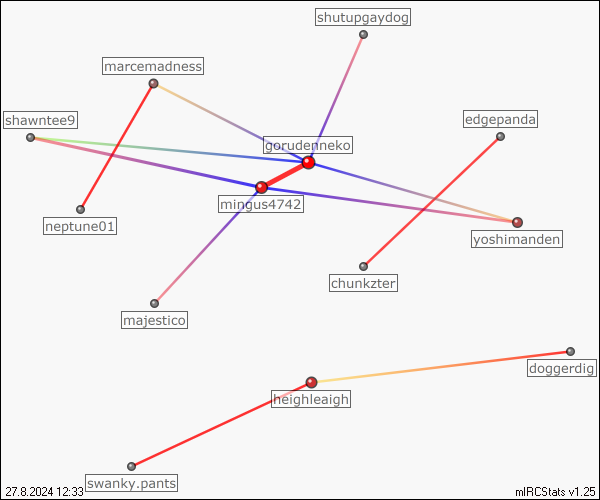 shutupgaydog
marcemadness
shawntee9
edgepanda
gorudenneko
mingus4742
neptune01
yoshimanden
chunkzter
majestico
doggerdig
heighleaigh
swanky.pants
27.8.2024 12:33
mIRCStats v1.25